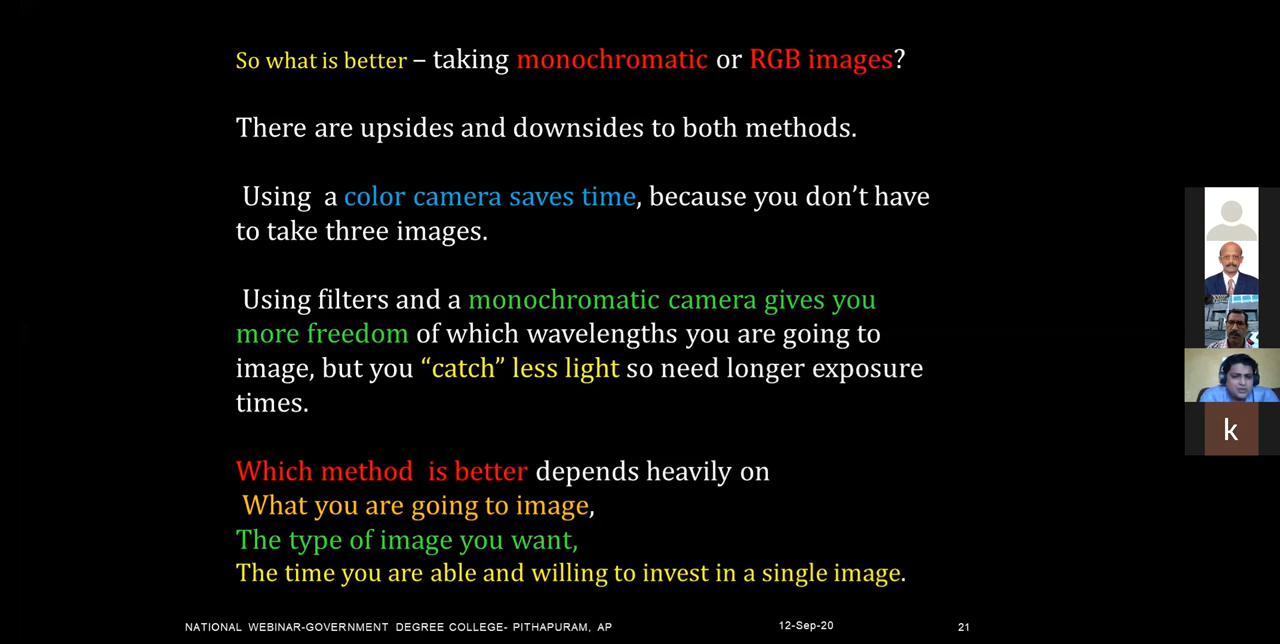 So what is better – taking monochromatic or RGB images?
There are upsides and downsides to both methods.
Using a color camera saves time, because you don’t have
to take three images.
Using filters and a monochromatic camera gives you
more freedom of which wavelengths you are going to
image, but you “catch” less light so need longer exposure
times.
Which method is better depends heavily on
What you are going to image,
The type of image you want,
The time you are able and willing to invest in a single image.
k
NATIONAL WEBINAR-GOVERNMENT DEGREE COLLEGE- PITHAPURAM, AP
12-Sep-20
21